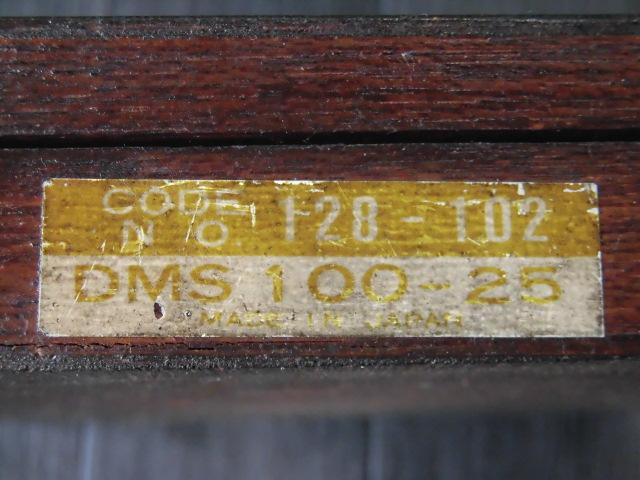 CODE NO. 128-102
DMS 100-25
MADE IN JAPAN